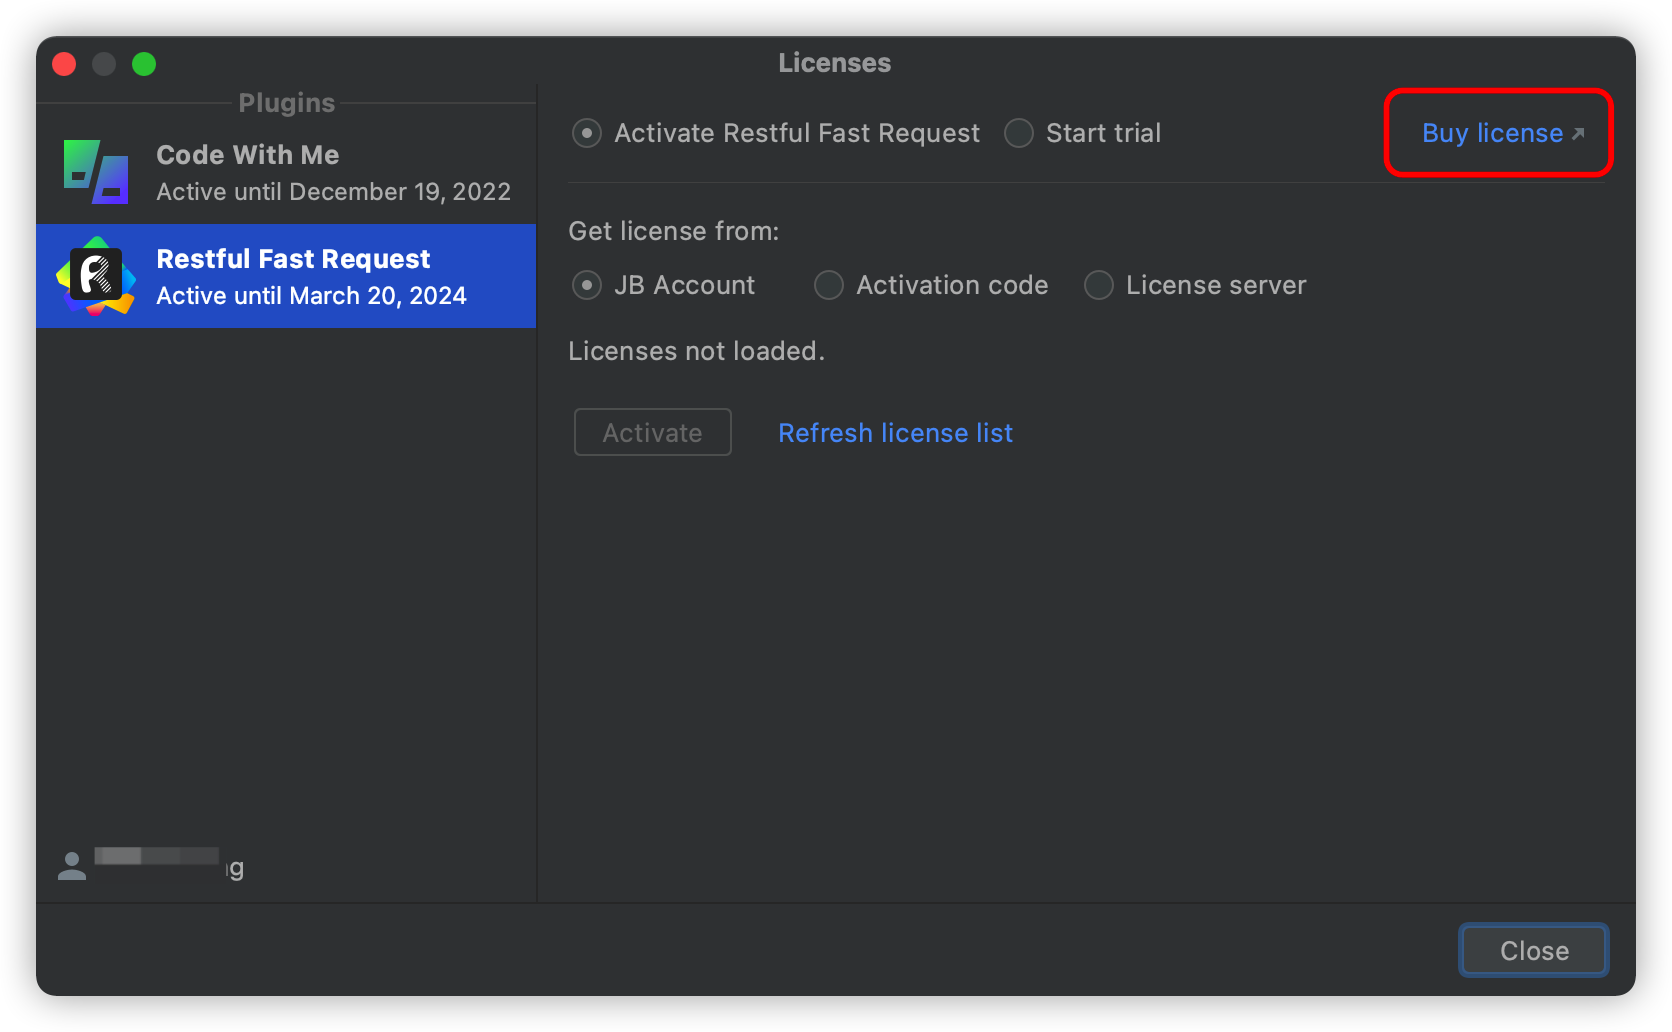 Licenses
Plugins
Code With Me
Active until December 19, 2022
Restful Fast Request
Active until March 20, 2024
Activate Restful Fast Request Start trial Buy license
Get license from:
JB Account Activation code License server
Licenses not loaded.
Activate Refresh license list
Close